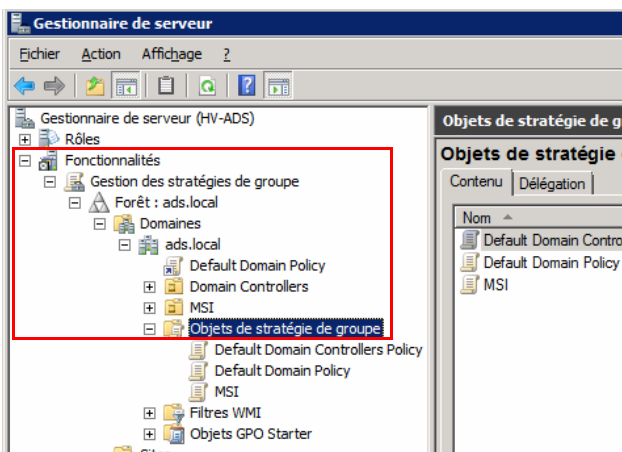 Gestionnaire de serveur
Fichier Action Affichage ?
Gestionnaire de serveur (HV-ADS)
Rôles
Fonctionnalités
Gestion des stratégies de groupe
Forêt : ads.local
Domaines
ads.local
Default Domain Policy
Domain Controllers
MSI
Objets de stratégie de groupe
Default Domain Controllers Policy
Default Domain Policy
MSI
Filtres WMI
Objets GPO Starter
Objets de stratégie de g
Objets de stratégie
Contenu Délégation
Nom
Default Domain Contro
Default Domain Policy
MSI